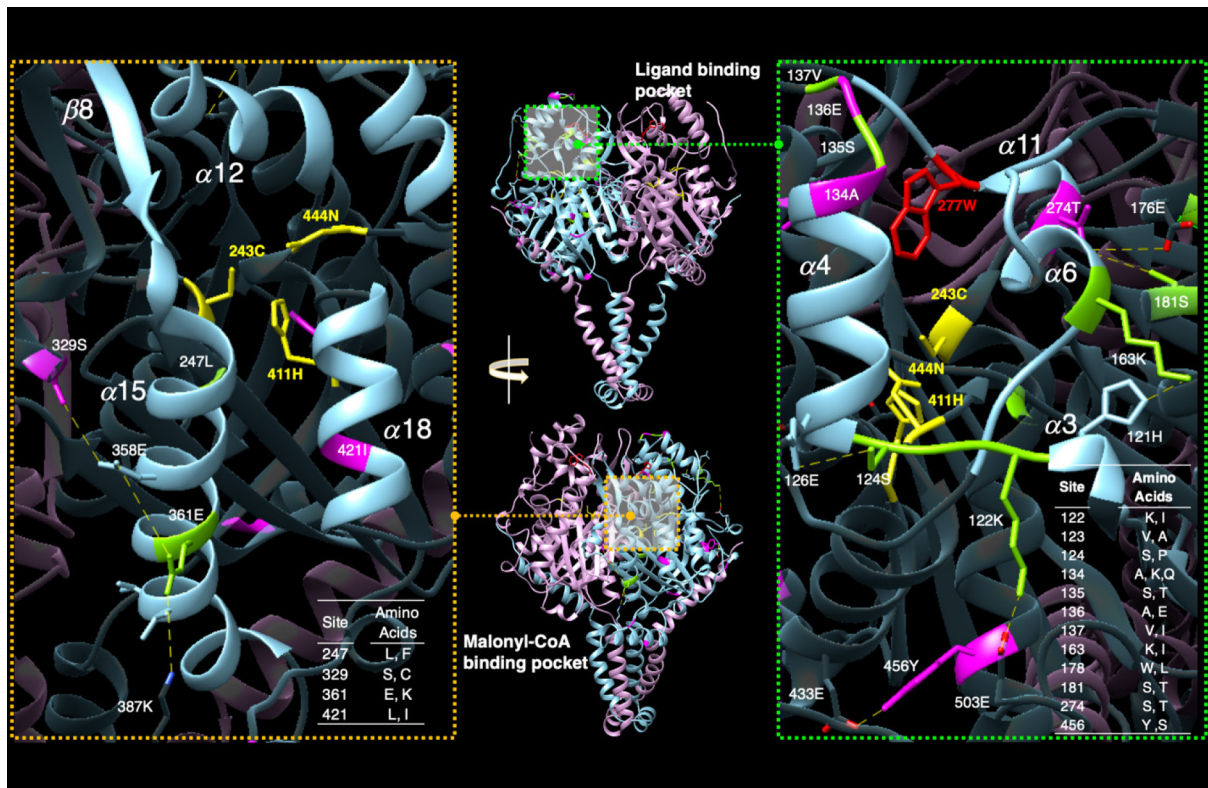 β8
α12
444N
243C
329S
247L
411H
α15
α18
358E
421I
361E
387K
Site Amino
Acids
247 L, F
329 S, C
361 E, K
421 L, I
Ligand binding
pocket
Malonyl-CoA
binding pocket
137V
136E
135S
α11
134A
277W
274T
176E
α4
α6
243C
181S
444N
163K
411H
α3
121H
126E
124S
122K
456Y
433E
503E
Site Amino
Acids
122 K, I
123 V, A
124 S, P
134 A, K,Q
135 S, T
136 A, E
137 V, I
163 K, I
178 W, L
181 S, T
274 S, T
456 Y ,S